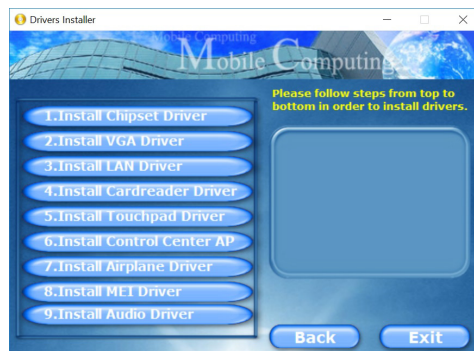 Drivers Installer
Mobile Computing
Mobile Computing
Please follow steps from top to
bottom in order to install drivers.
1.Install Chipset Driver
2.Install VGA Driver
3.Install LAN Driver
4.Install Cardreader Driver
5.Install Touchpad Driver
6.Install Control Center AP
7.Install Airplane Driver
8.Install MEI Driver
9.Install Audio Driver
Back
Exit